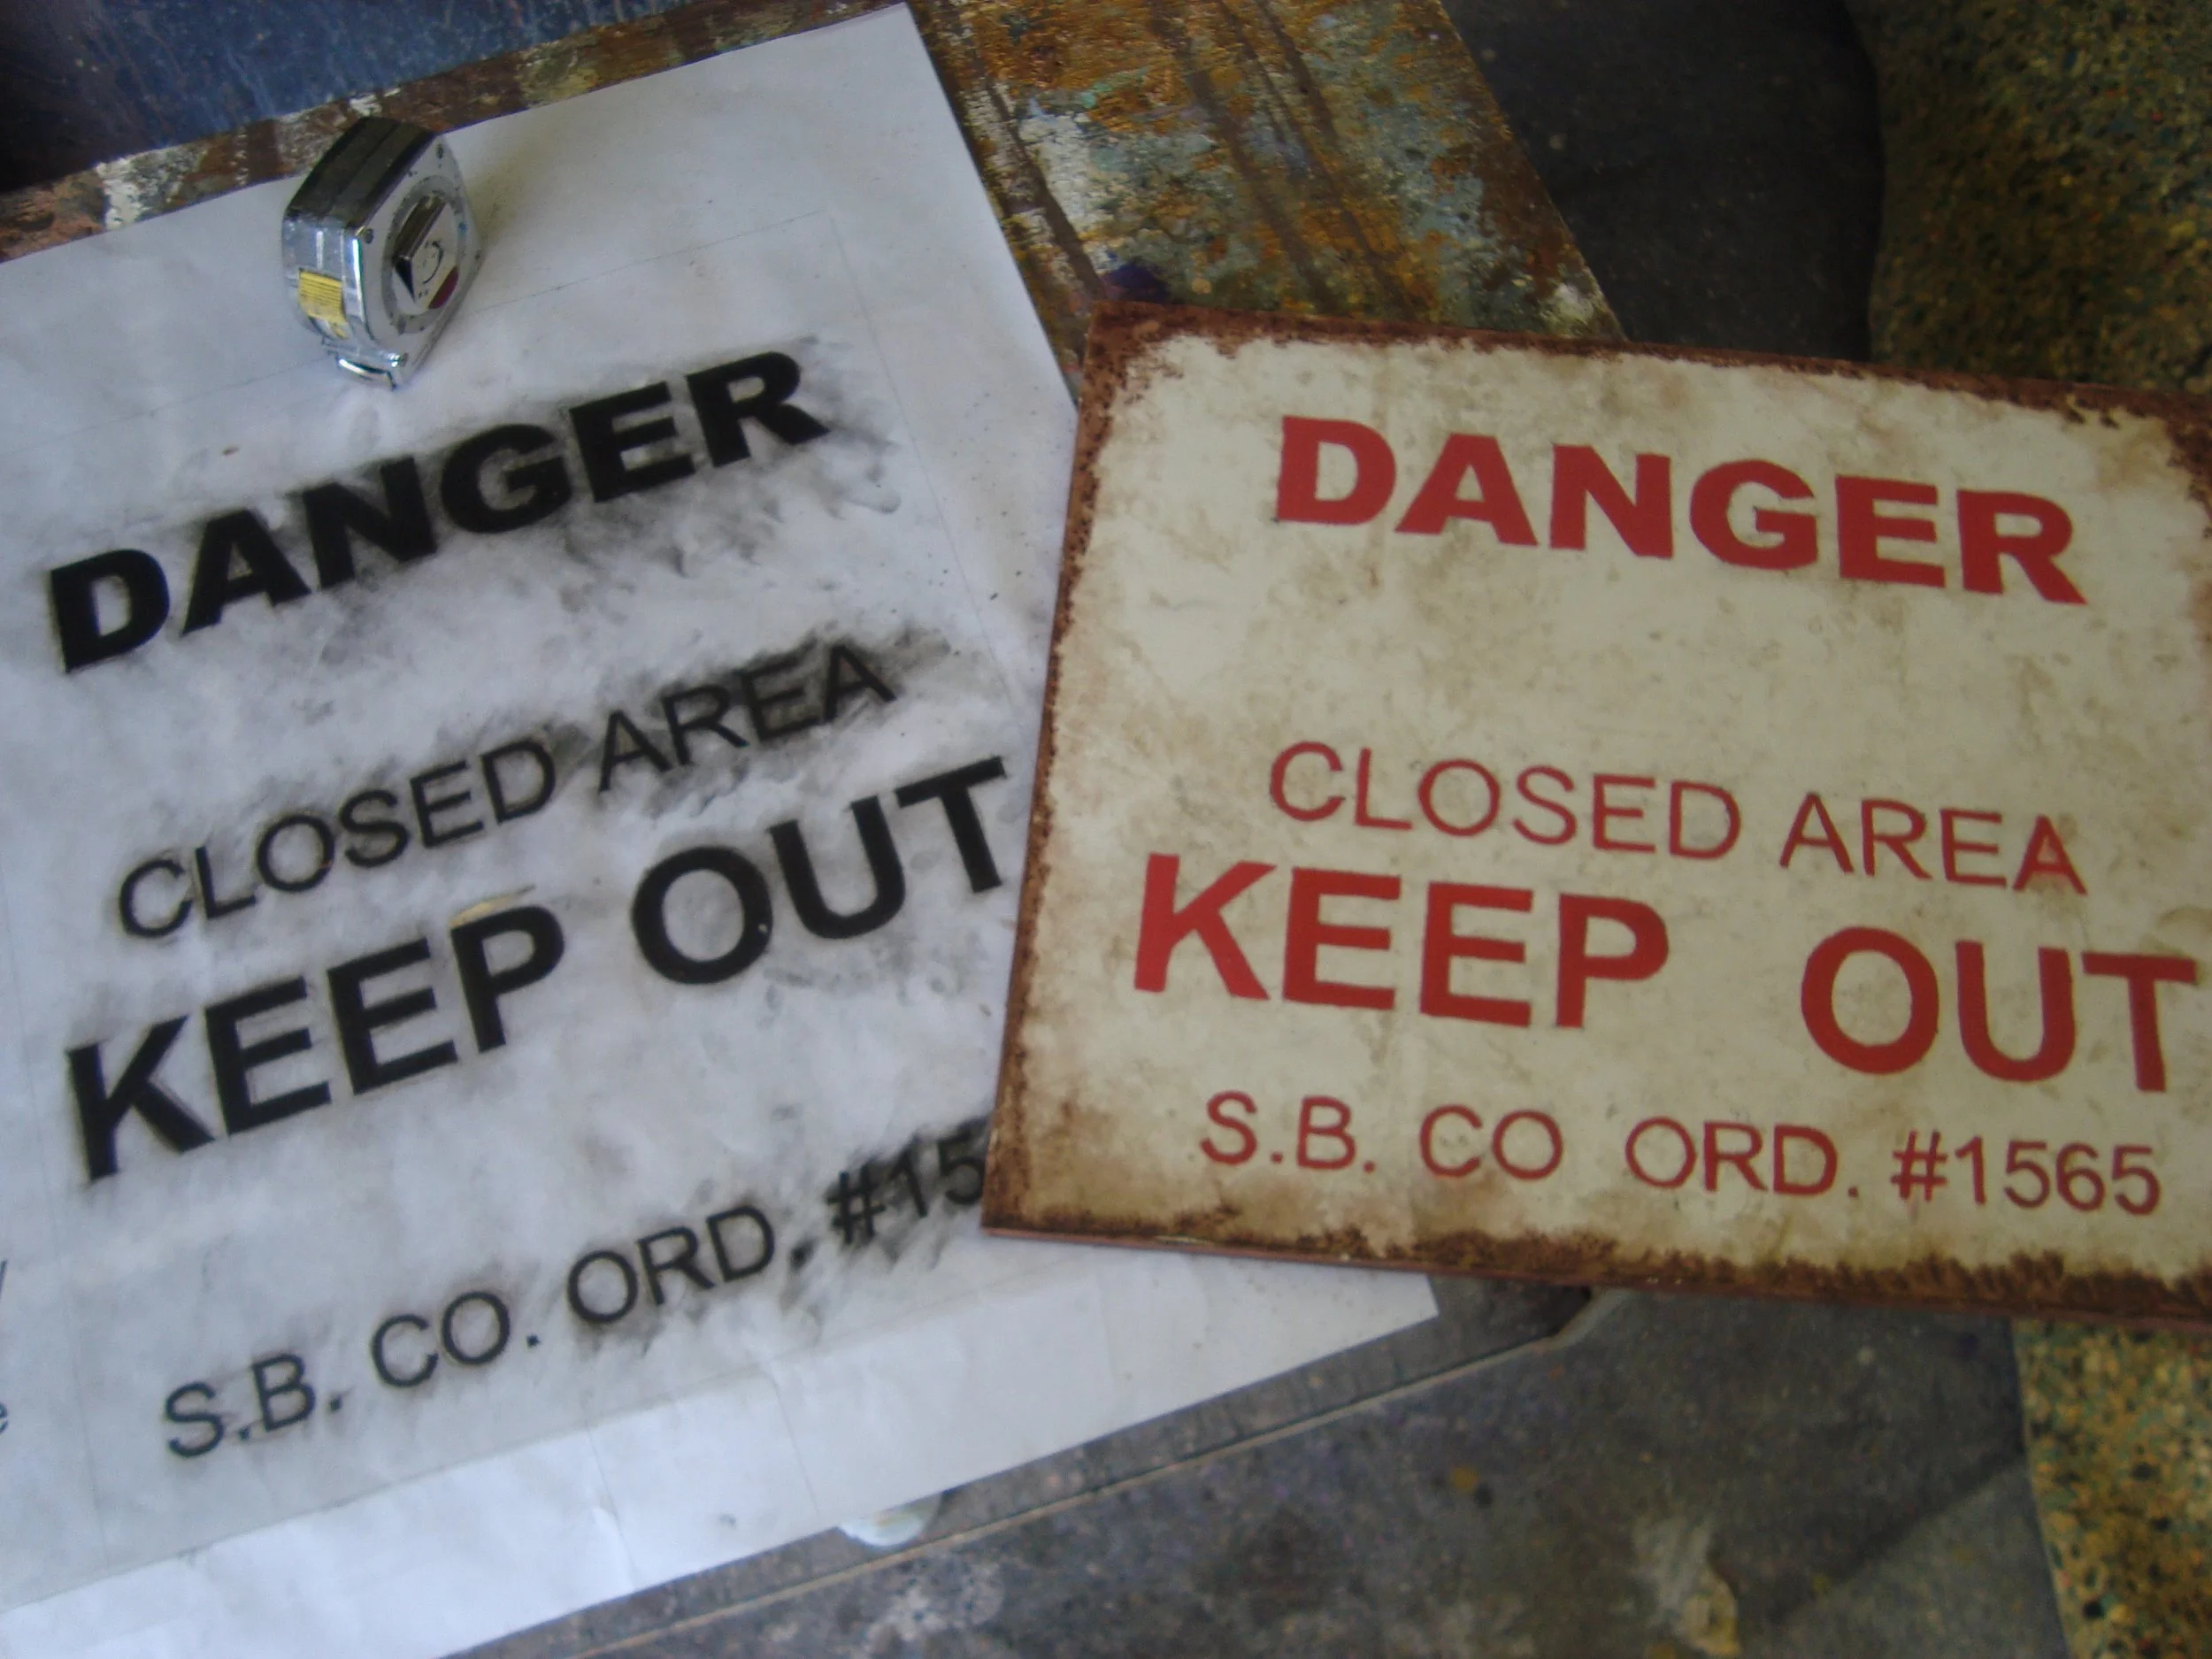 DANGER
CLOSED AREA
KEEP OUT
S.B. CO. ORD. #15
DANGER
CLOSED AREA
KEEP OUT
S.B. CO ORD. #1565